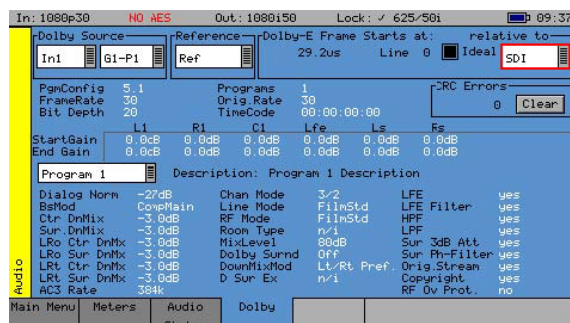 In: 1080p30 NO AES Out: 1080i50 Lock: ✓ 625/50i 09:37
Dolby Source Reference Dolby-E Frame Starts at: relative to
In1 G1-P1 Ref 29.2us Line 0 Ideal SDI
PgmConfig 5.1 Programs 1 CRC Errors
FrameRate 30 Orig.Rate 30 0 Clear
Bit Depth 20 TimeCode 00:00:00:00
L1 R1 C1 Lfe Ls Rs
StartGain 0.0dB 0.0dB 0.0dB 0.0dB 0.0dB 0.0dB
End Gain 0.0dB 0.0dB 0.0dB 0.0dB 0.0dB 0.0dB
Program 1 Description: Program 1 Description
Dialog Norm -27dB Chan Mode 3/2 LFE yes
BsMod CompMain Line Mode FilmStd LFE Filter yes
Ctr DnMix -3.0dB RF Mode FilmStd HPF yes
Sur.DnMix -3.0dB Room Type n/i LPF yes
LRo Ctr DnMx -3.0dB MixLevel 80dB Sur 3dB Att yes
LRo Sur DnMx -3.0dB Dolby Surnd Off Sur Ph-Filter yes
LRt Ctr DnMx -3.0dB DownMixMod Lt/Rt Pref. Orig.Stream yes
LRt Sur DnMx -3.0dB D Sur Ex n/i Copyright yes
AC3 Rate 384k RF Ov Prot. no
Audio
Main Menu Meters Audio Dolby